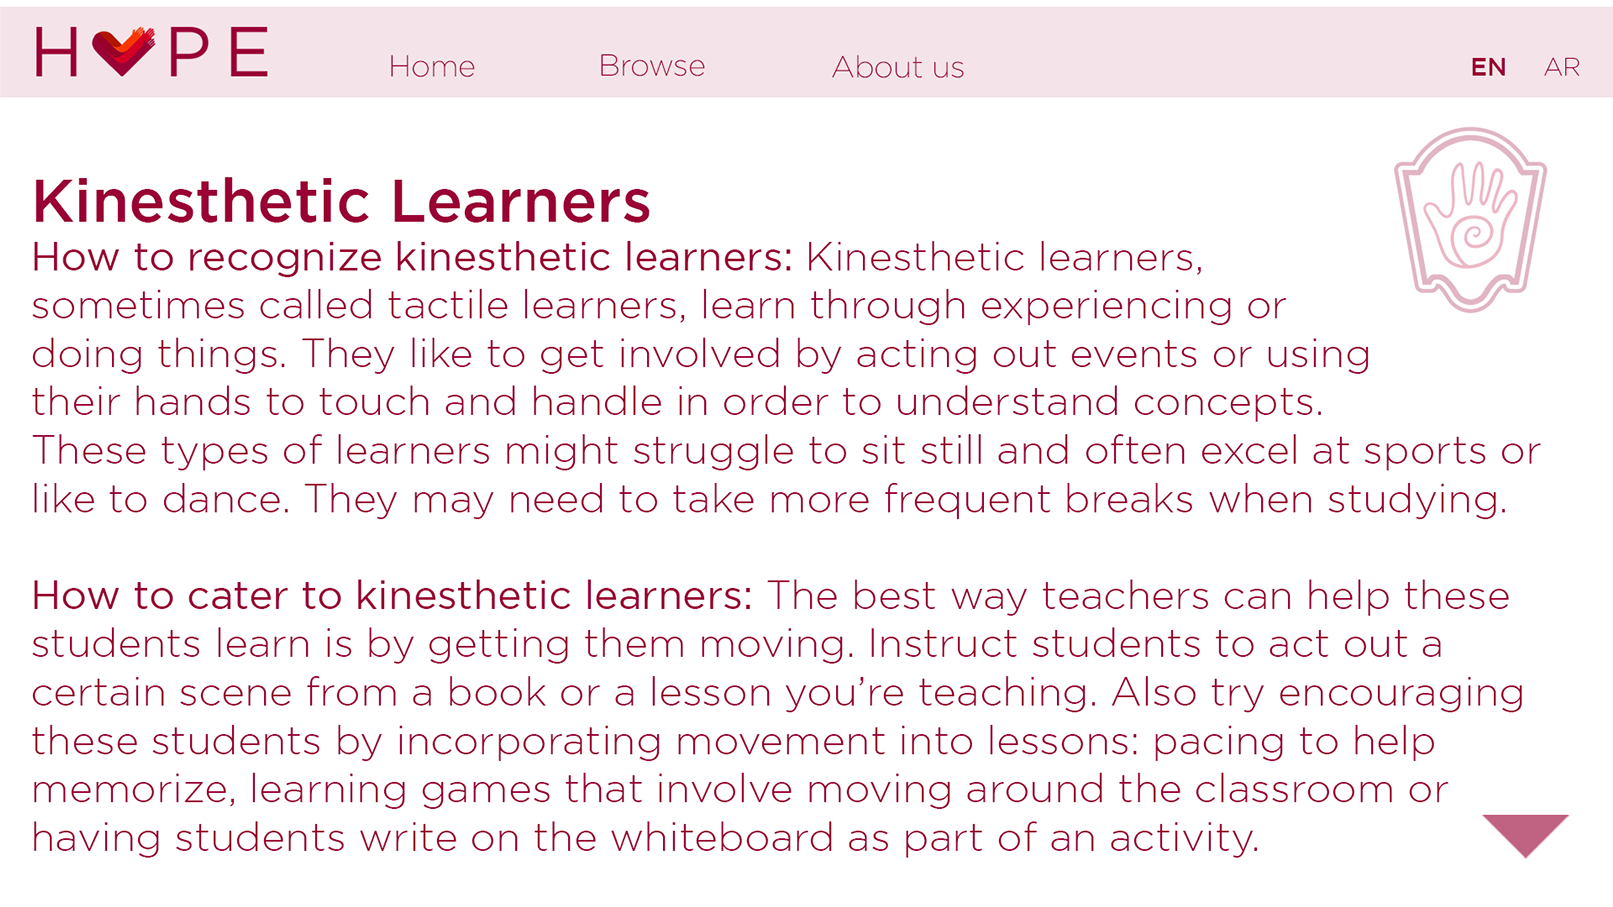 HOPE
Home
Browse
About us
EN
AR
Kinesthetic Learners
How to recognize kinesthetic learners: Kinesthetic learners,
sometimes called tactile learners, learn through experiencing or
doing things. They like to get involved by acting out events or using
their hands to touch and handle in order to understand concepts.
These types of learners might struggle to sit still and often excel at sports or
like to dance. They may need to take more frequent breaks when studying.
How to cater to kinesthetic learners: The best way teachers can help these
students learn is by getting them moving. Instruct students to act out a
certain scene from a book or a lesson you’re teaching. Also try encouraging
these students by incorporating movement into lessons: pacing to help
memorize, learning games that involve moving around the classroom or
having students write on the whiteboard as part of an activity.